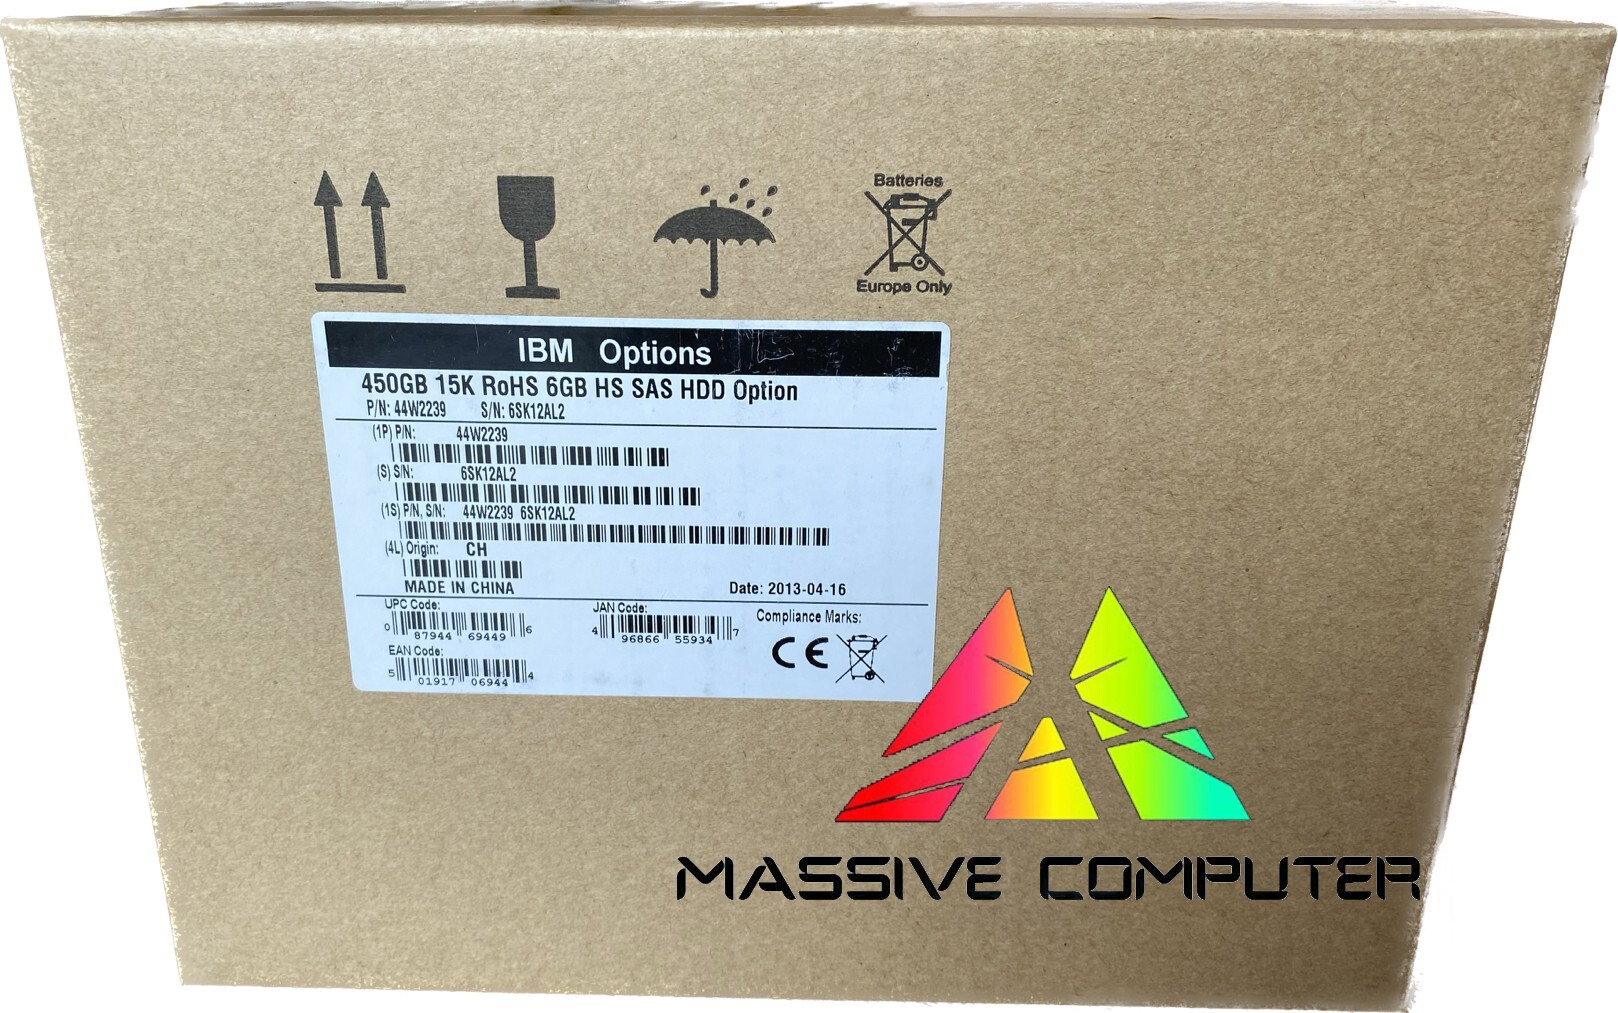 Batteries
Europe Only
IBM Options
450GB 15K RoHS 6GB HS SAS HDD Option
P/N: 44W2239 S/N: 6SK12AL2
(1P) P/N: 44W2239
(S) S/N: 6SK12AL2
(1S) P/N, S/N: 44W2239 6SK12AL2
(4L) Origin: CH
MADE IN CHINA Date: 2013-04-16
UPC Code: JAN Code: Compliance Marks:
0 87944 69449 6 4 96866 55934 7
CE
EAN Code:
5 01917 06944 4
MASSIVE COMPUTER